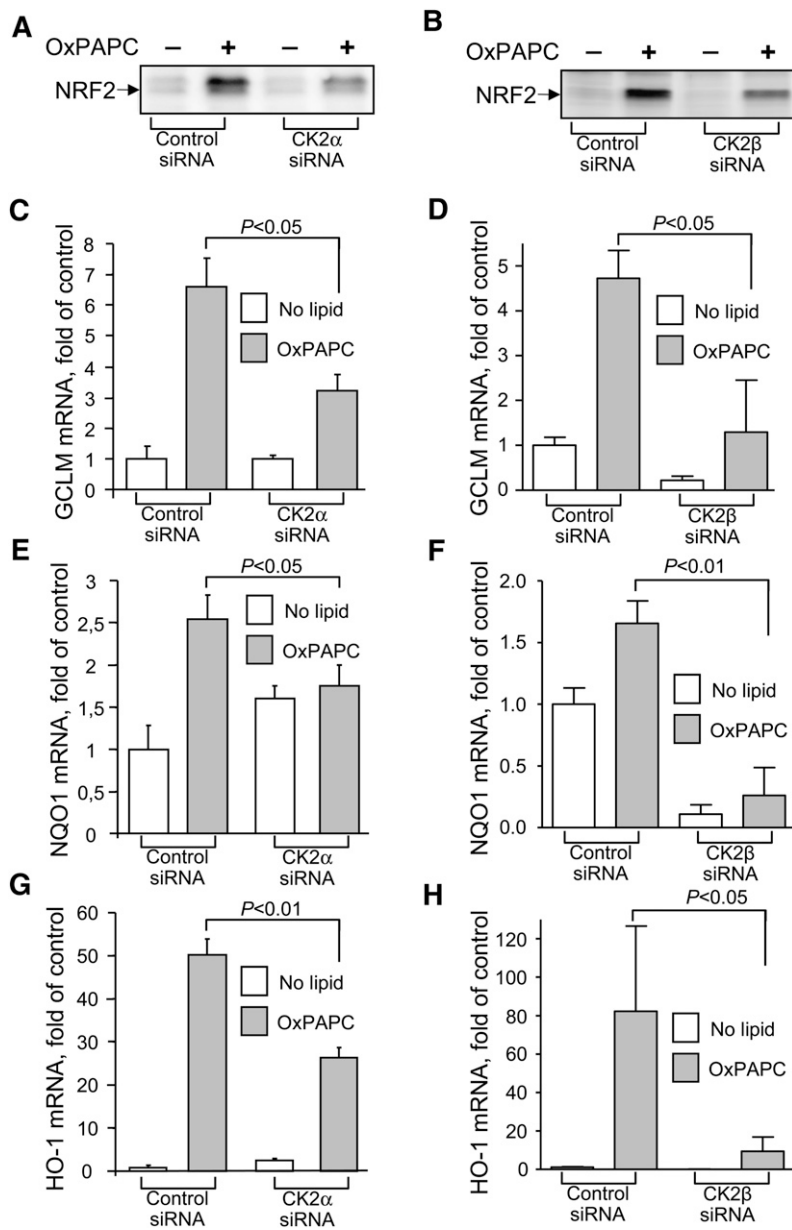 A
OxPAPC − + − +
NRF2
Control siRNA
CK2α siRNA
B
OxPAPC − + − +
NRF2
Control siRNA
CK2β siRNA
C
P<0.05
GCLM mRNA, fold of control
8
7
6
5
4
3
2
1
0
No lipid
OxPAPC
Control siRNA
CK2α siRNA
D
P<0.05
GCLM mRNA, fold of control
5
4
3
2
1
0
No lipid
OxPAPC
Control siRNA
CK2β siRNA
E
P<0.05
NQO1 mRNA, fold of control
3
2,5
2
1,5
1
0,5
0
No lipid
OxPAPC
Control siRNA
CK2α siRNA
F
P<0.01
NQO1 mRNA, fold of control
2.0
1.5
1.0
0.5
0.0
No lipid
OxPAPC
Control siRNA
CK2β siRNA
G
P<0.01
HO-1 mRNA, fold of control
60
50
40
30
20
10
0
No lipid
OxPAPC
Control siRNA
CK2α siRNA
H
P<0.05
HO-1 mRNA, fold of control
120
100
80
60
40
20
0
No lipid
OxPAPC
Control siRNA
CK2β siRNA